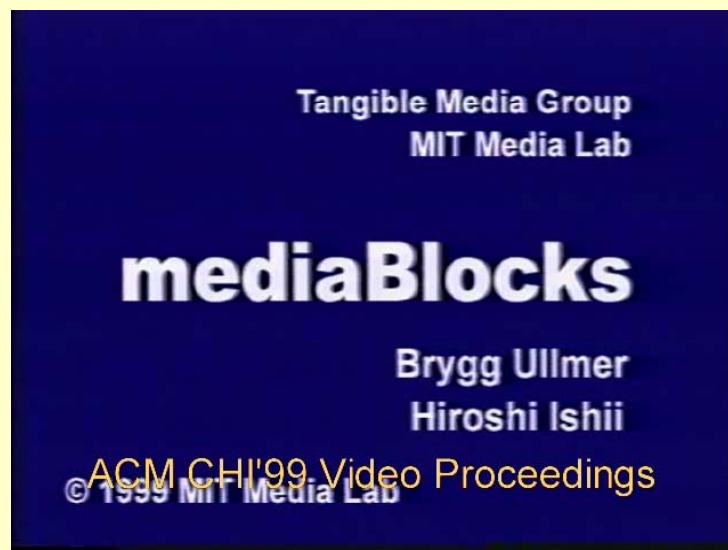 Tangible Media Group
MIT Media Lab
mediaBlocks
Brygg Ullmer
Hiroshi Ishii
ACM CHI'99 Video Proceedings
© 1999 MIT Media Lab